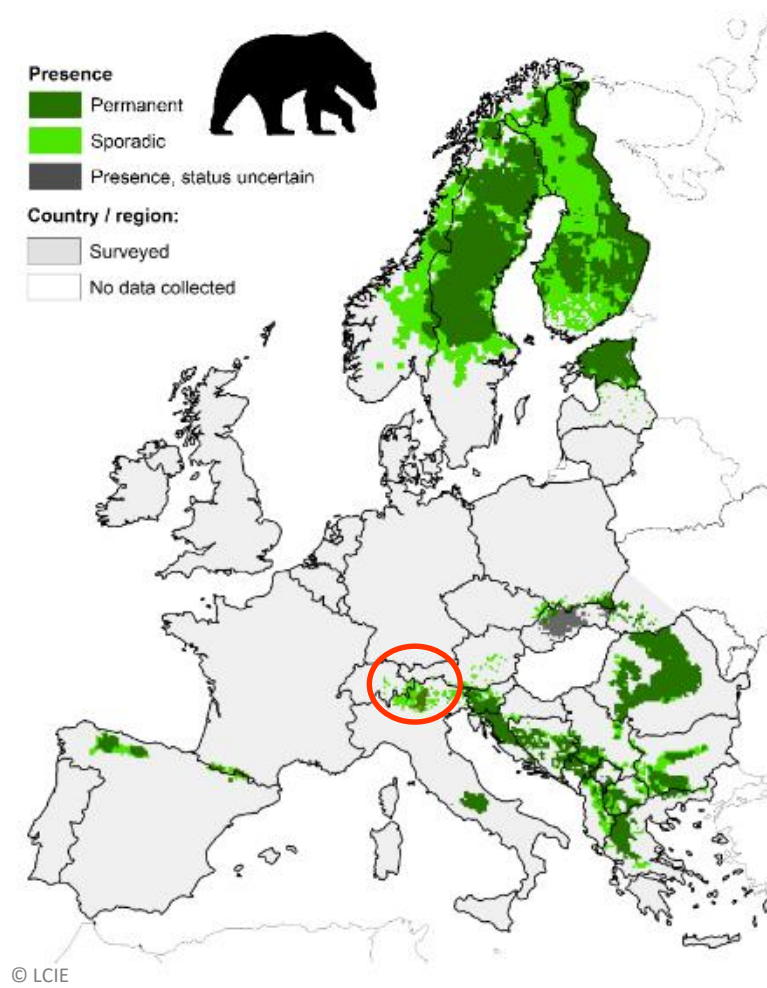 Presence
Permanent
Sporadic
Presence, status uncertain
Country / region:
Surveyed
No data collected
© LCIE